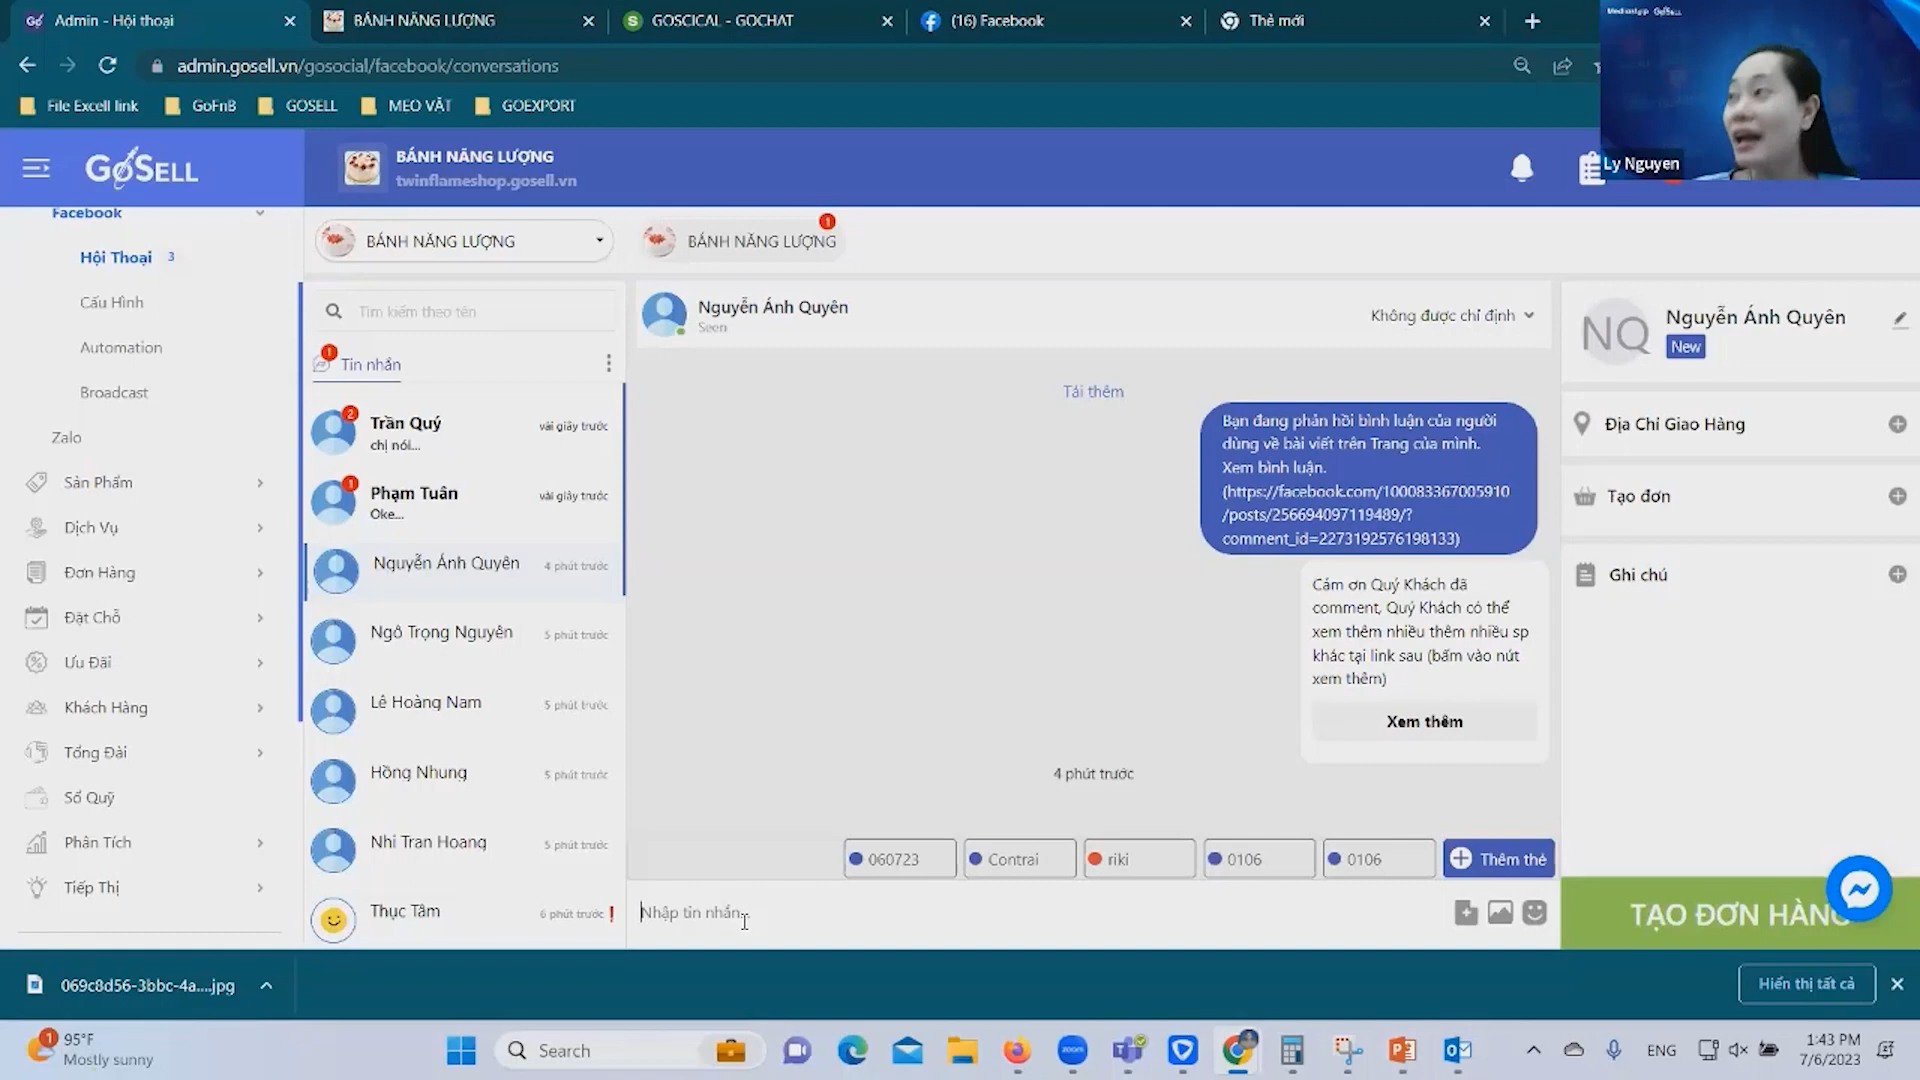 Admin - Hội thoại
BÁNH NĂNG LƯỢNG
GOSCICAL - GOCHAT
(16) Facebook
Thẻ mới
admin.gosell.vn/gosocial/facebook/conversations
File Excell link
GoFnB
GOSELL
MEO VẶT
GOEXPORT
GoSELL
Ly Nguyen
GOSELL
BÁNH NĂNG LƯỢNG
twinflameshop.gosell.vn
Facebook
Hội Thoại 3
Cấu Hình
Automation
Broadcast
Zalo
Sản Phẩm
Dịch Vụ
Đơn Hàng
Đặt Chỗ
Ưu Đãi
Khách Hàng
Tổng Đài
Sổ Quỹ
Phân Tích
Tiếp Thị
BÁNH NĂNG LƯỢNG
BÁNH NĂNG LƯỢNG
1
Tìm kiếm theo tên
1
Tin nhắn
2
Trần Quý
vài giây trước
chị nói...
1
Phạm Tuân
vài giây trước
Oke...
Nguyễn Ánh Quyên
4 phút trước
Ngô Trọng Nguyễn
5 phút trước
Lê Hoàng Nam
5 phút trước
Hồng Nhung
5 phút trước
Nhi Tran Hoang
5 phút trước
Thục Tâm
6 phút trước
Nguyễn Ánh Quyên
Seen
Không được chỉ định
Tải thêm
Bạn đang phản hồi bình luận của người
dùng về bài viết trên Trang của mình.
Xem bình luận.
(https://facebook.com/100083367005910
/posts/256694097119489/?
comment_id=2273192576198133)
Cảm ơn Quý Khách đã
comment, Quý Khách có thể
xem thêm nhiều thêm nhiều sp
khác tại link sau (bấm vào nút
xem thêm)
Xem thêm
4 phút trước
060723
Contrai
riki
0106
0106
Thêm thẻ
Nhập tin nhắn
NQ
Nguyễn Ánh Quyên
New
Địa Chỉ Giao Hàng
Tạo đơn
Ghi chú
TẠO ĐƠN HÀNG
069c8d56-3bbc-4a....jpg
Hiển thị tất cả
1
95°F
Mostly sunny
Search
zoom
ENG
1:43 PM
7/6/2023